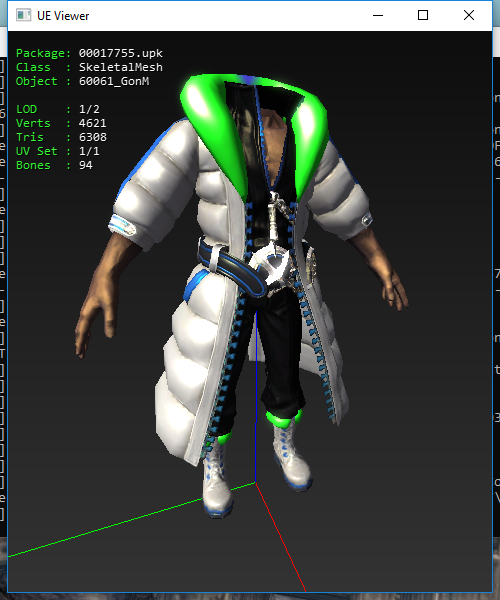 UE Viewer
Package: 00017755.upk
Class : SkeletalMesh
Object : 60061_GonM
LOD : 1/2
Verts : 4621
Tris : 6308
UV Set : 1/1
Bones : 94